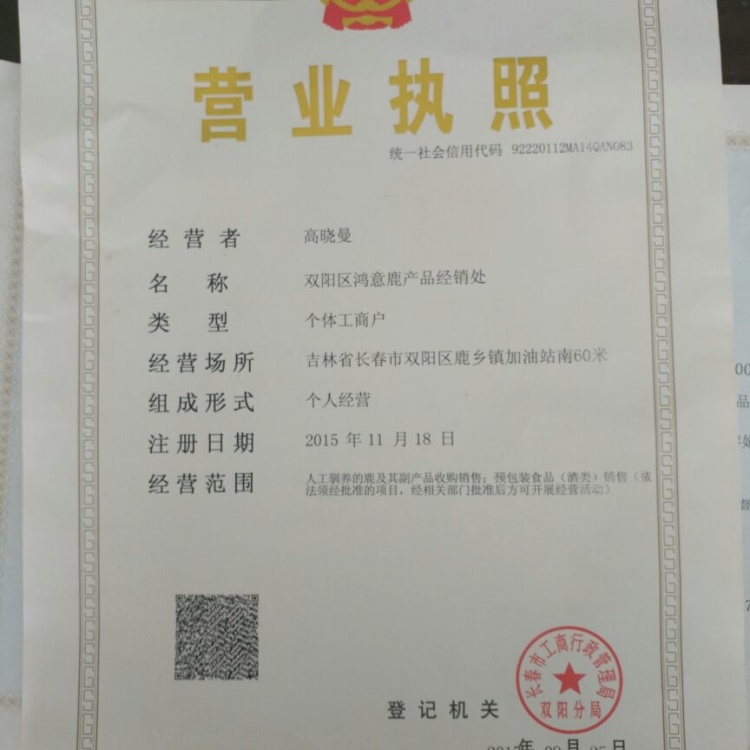 营业执照
统一社会信用代码 92220112MA14QAN083
经营者 高晓曼
名称 双阳区鸿意鹿产品经销处
类型 个体工商户
经营场所 吉林省长春市双阳区鹿乡镇加油站南60米
组成形式 个人经营
注册日期 2015 年 11 月 18 日
经营范围 人工驯养的鹿及其副产品收购销售；预包装食品（酒类）销售（依
法须经批准的项目，经相关部门批准后方可开展经营活动）
长春市工商行政管理局
双阳分局
登记机关
年 月 日